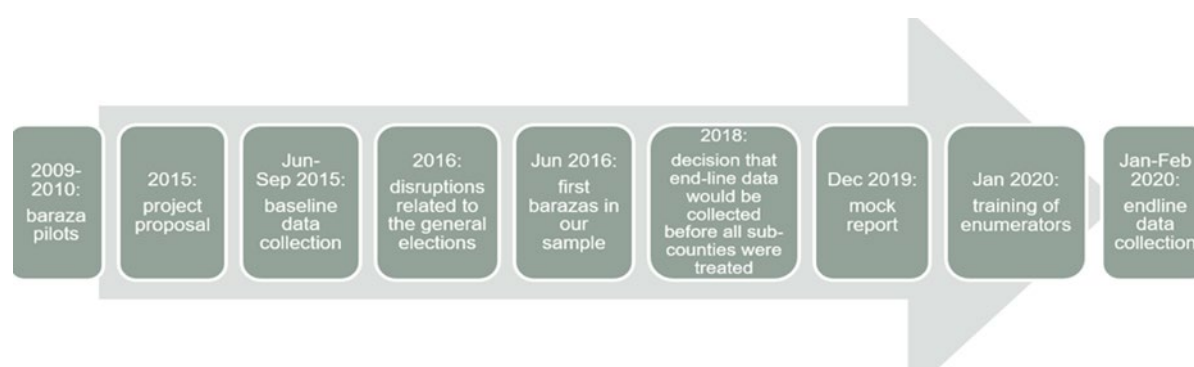 2009-
2010:
baraza
pilots
2015:
project
proposal
Jun-
Sep 2015:
baseline
data
collection
2016:
disruptions
related to
the general
elections
Jun 2016:
first
barazas in
our
sample
2018:
decision that
end-line data
would be
collected
before all sub-
counties were
treated
Dec 2019:
mock
report
Jan 2020:
training of
enumerators
Jan-Feb
2020:
endline
data
collection